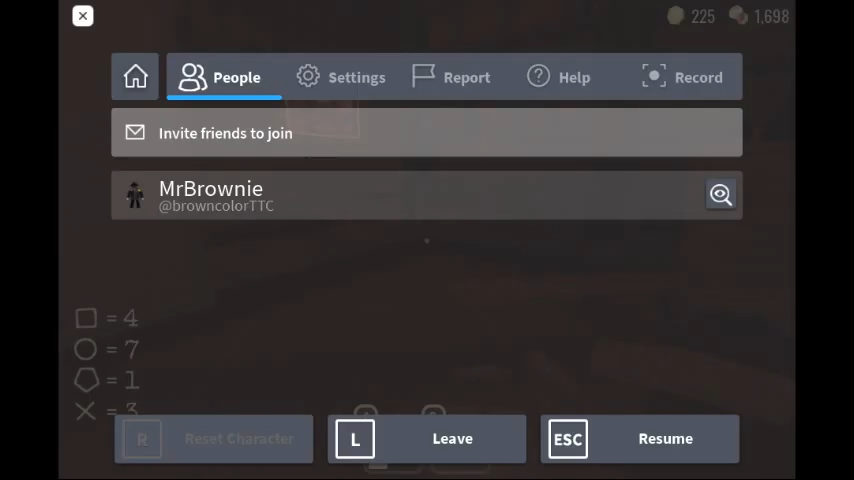 225 1,698
People Settings Report Help Record
Invite friends to join
MrBrownie
@browncolorTTC
= 4
= 7
= 1
= 3
R Reset Character L Leave ESC Resume